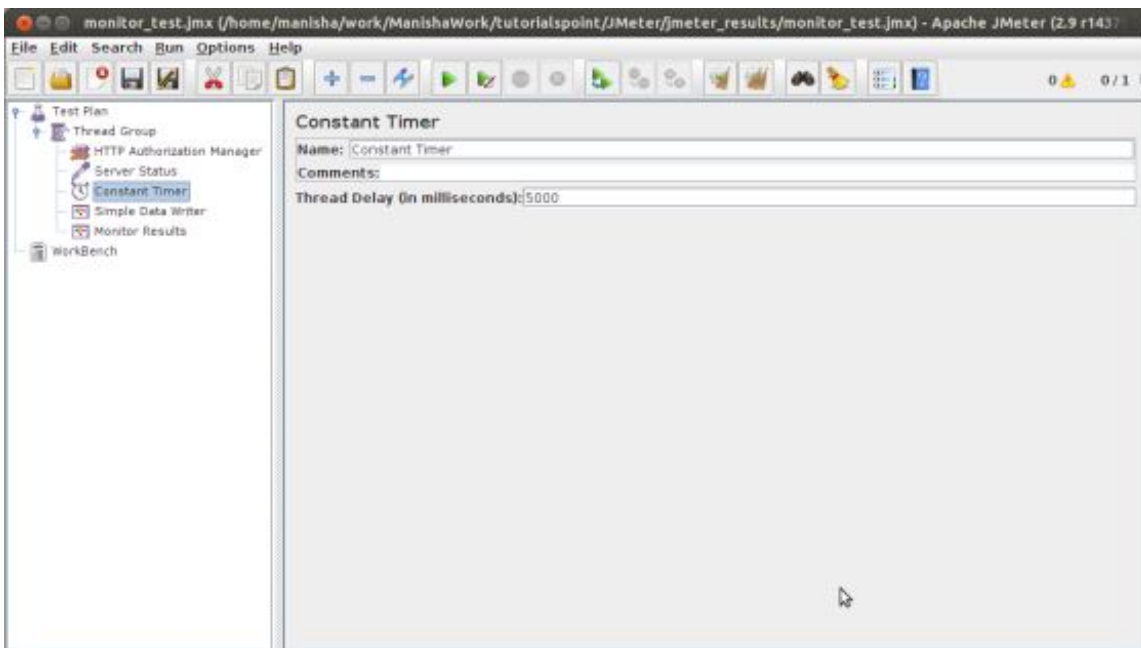 monitor_test.jmx (/home/manisha/work/ManishaWork/tutorialspoint/JMeter/jmeter_results/monitor_test.jmx) - Apache JMeter (2.9 r1437
File Edit Search Run Options Help
0 0/1
Test Plan
Thread Group
HTTP Authorization Manager
Server Status
Constant Timer
Simple Data Writer
Monitor Results
WorkBench
Constant Timer
Name: Constant Timer
Comments:
Thread Delay (in milliseconds): 5000